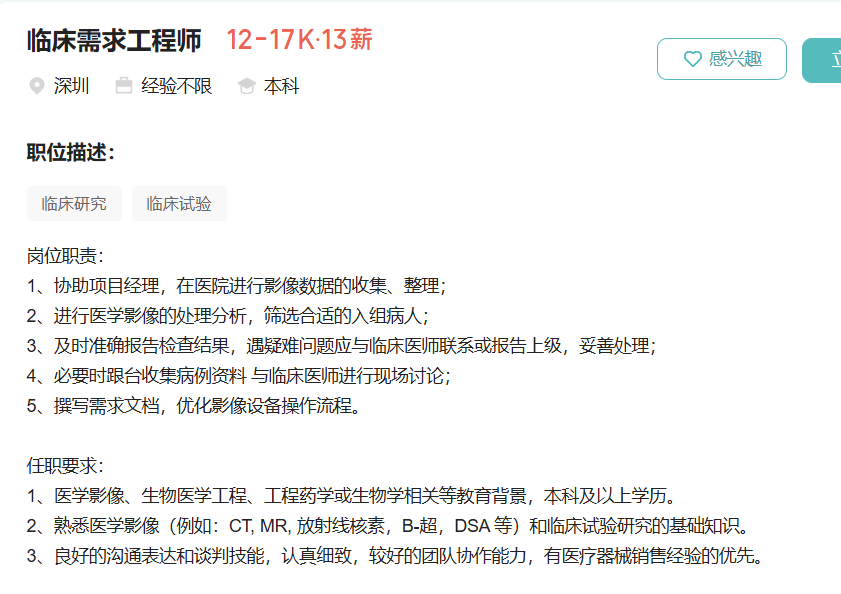 临床需求工程师 12-17K·13薪
感兴趣
深圳 经验不限 本科
职位描述：
临床研究 临床试验
岗位职责：
1、协助项目经理，在医院进行影像数据的收集、整理；
2、进行医学影像的处理分析，筛选合适的入组病人；
3、及时准确报告检查结果，遇疑难问题应与临床医师联系或报告上级，妥善处理；
4、必要时跟台收集病例资料 与临床医师进行现场讨论；
5、撰写需求文档，优化影像设备操作流程。
任职要求：
1、医学影像、生物医学工程、工程药学或生物学相关等教育背景，本科及以上学历。
2、熟悉医学影像（例如：CT, MR, 放射线核素，B-超，DSA 等）和临床试验研究的基础知识。
3、良好的沟通表达和谈判技能，认真细致，较好的团队协作能力，有医疗器械销售经验的优先。